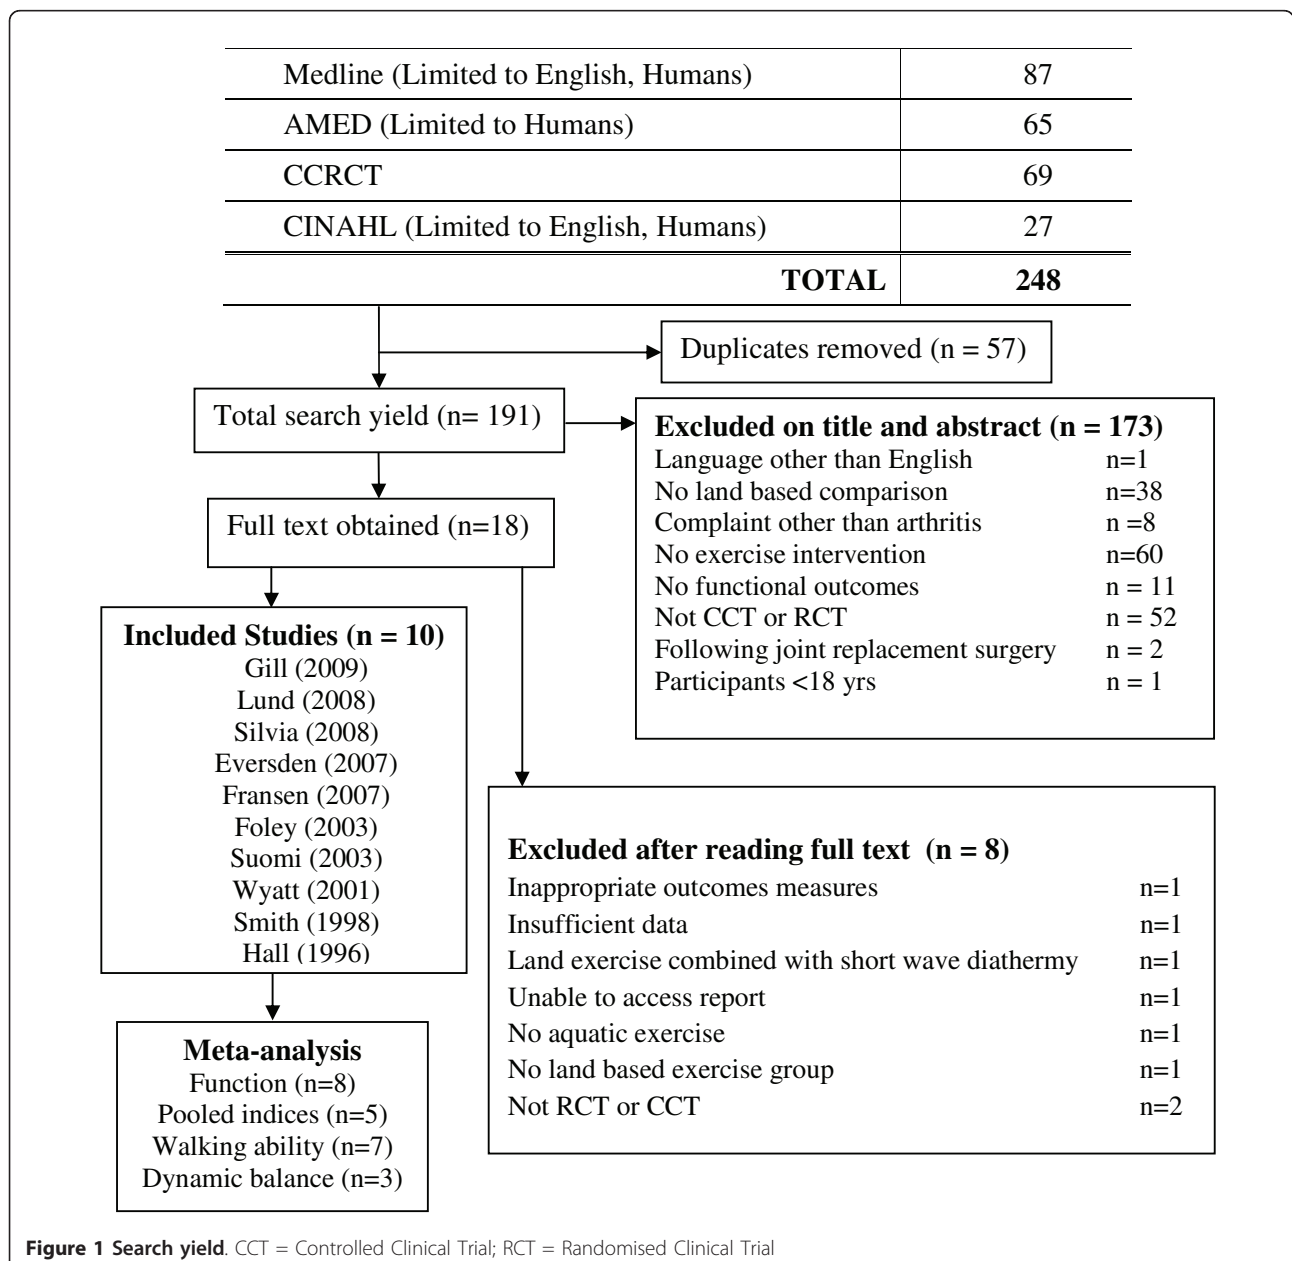 Medline (Limited to English, Humans) 87
AMED (Limited to Humans) 65
CCRCT 69
CINAHL (Limited to English, Humans) 27
TOTAL 248
Duplicates removed (n = 57)
Total search yield (n= 191)
Excluded on title and abstract (n = 173)
Language other than English n=1
No land based comparison n=38
Complaint other than arthritis n =8
No exercise intervention n=60
No functional outcomes n = 11
Not CCT or RCT n = 52
Following joint replacement surgery n = 2
Participants <18 yrs n = 1
Full text obtained (n=18)
Included Studies (n = 10)
Gill (2009)
Lund (2008)
Silvia (2008)
Eversden (2007)
Fransen (2007)
Foley (2003)
Suomi (2003)
Wyatt (2001)
Smith (1998)
Hall (1996)
Excluded after reading full text (n = 8)
Inappropriate outcomes measures n=1
Insufficient data n=1
Land exercise combined with short wave diathermy n=1
Unable to access report n=1
No aquatic exercise n=1
No land based exercise group n=1
Not RCT or CCT n=2
Meta-analysis
Function (n=8)
Pooled indices (n=5)
Walking ability (n=7)
Dynamic balance (n=3)
Figure 1 Search yield. CCT = Controlled Clinical Trial; RCT = Randomised Clinical Trial